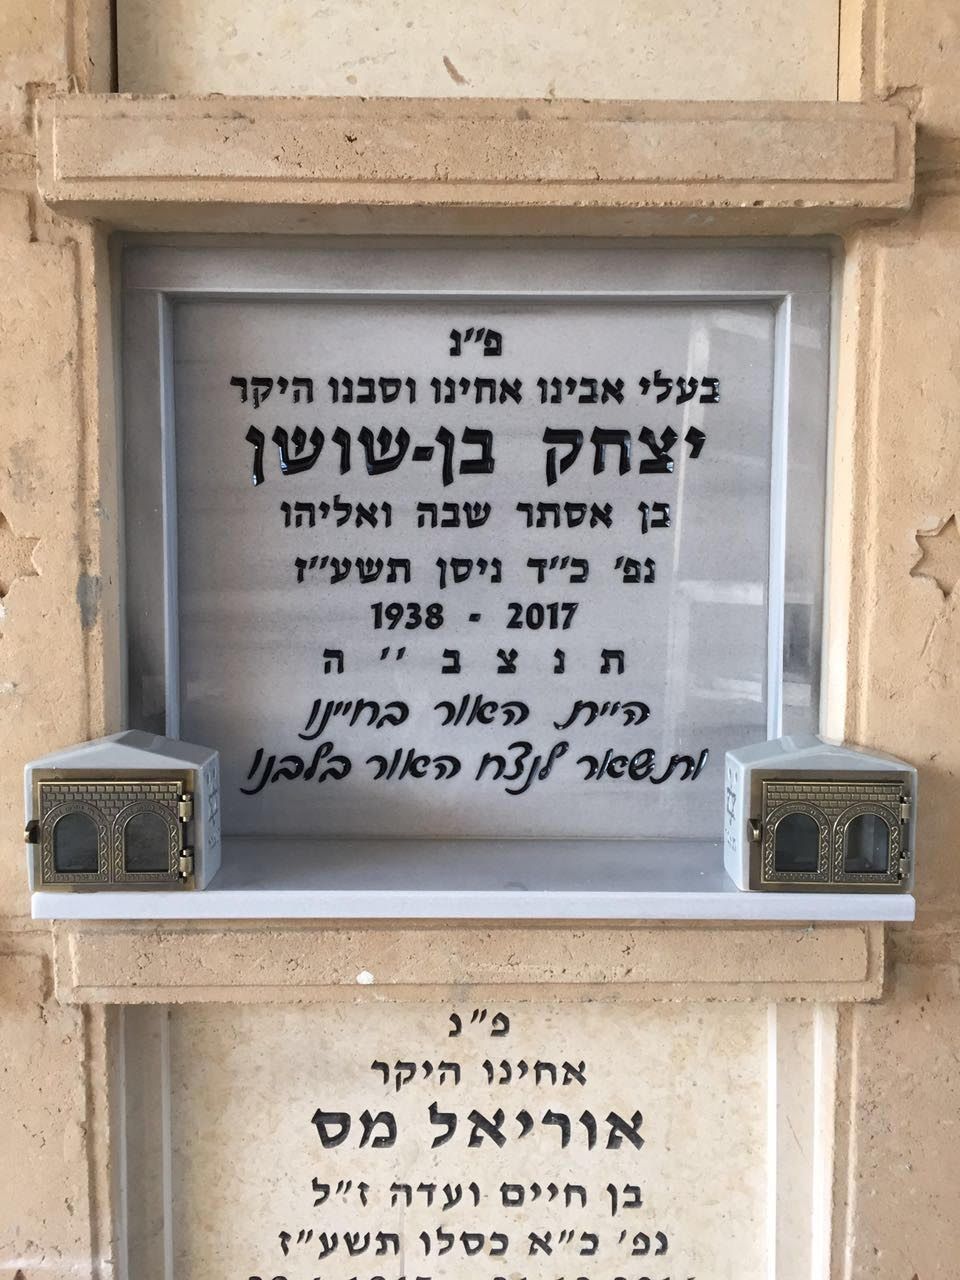 פ״נ
בעלי אבינו אחינו וסבנו היקר
יצחק בן-שושן
בן אסתר שבה ואליהו
נפ׳ כ״ד ניסן תשע״ז
1938 - 2017
ת נ צ ב ״ ה
היית האור בחיינו
ותשאר לנצח האור בלבנו
פ״נ
אחינו היקר
אוריאל מס
בן חיים ועדה ז״ל
נפ׳ כ״א כסלו תשע״ז